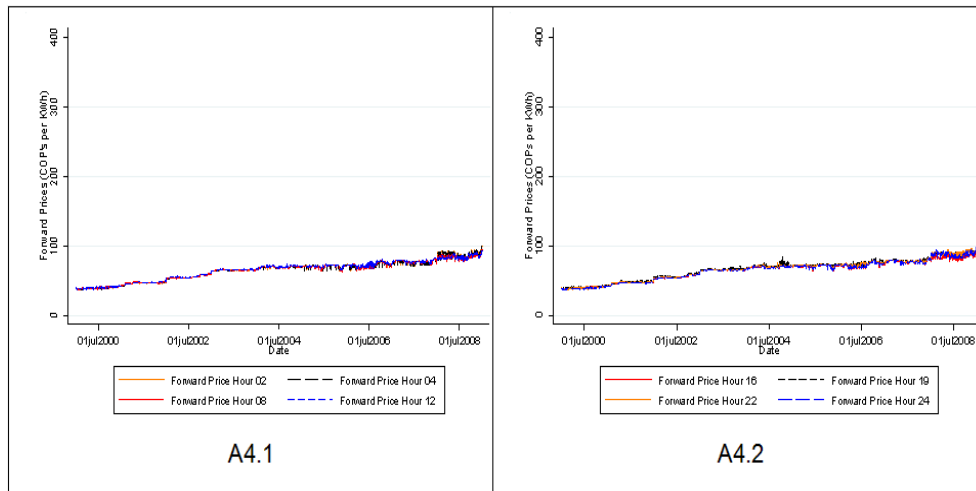 Forward Prices (COP's per KW/h)
400
300
200
100
0
01jul2000 01jul2002 01jul2004 01jul2006 01jul2008
Date
Forward Price Hour 02 Forward Price Hour 04
Forward Price Hour 08 Forward Price Hour 12
A4.1
Forward Prices (COPs per KW/h)
400
300
200
100
0
01jul2000 01jul2002 01jul2004 01jul2006 01jul2008
Date
Forward Price Hour 16 Forward Price Hour 19
Forward Price Hour 22 Forward Price Hour 24
A4.2